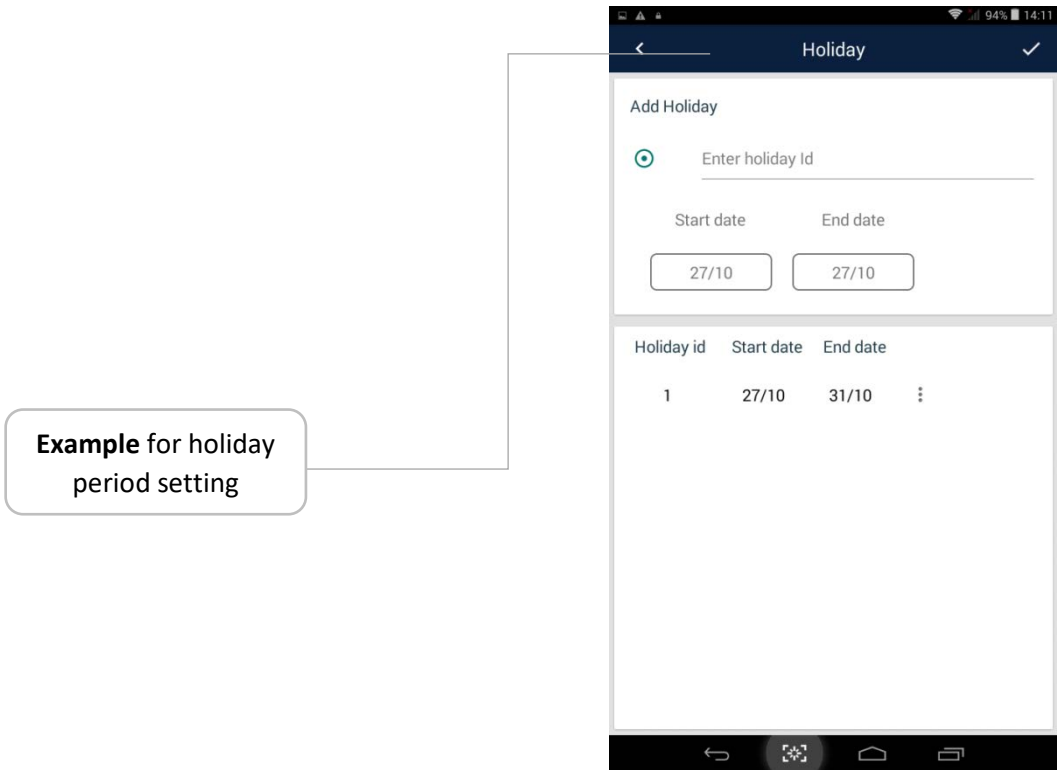 94% 14:11
Holiday
Add Holiday
Enter holiday Id
Start date End date
27/10 27/10
Holiday id Start date End date
1 27/10 31/10
Example for holiday
period setting